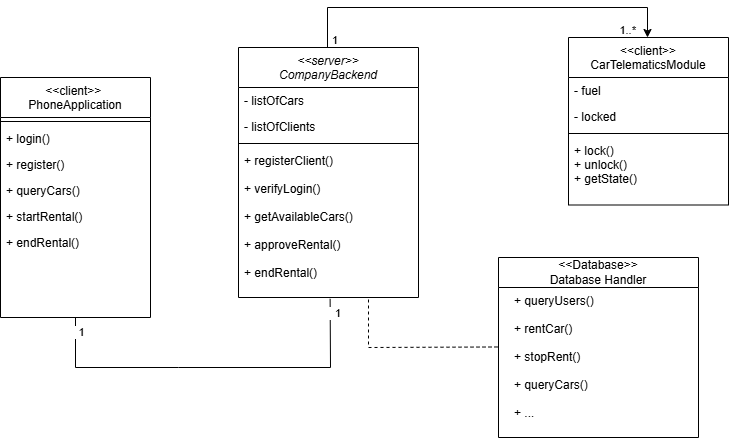 1
1..*
<<server>>
CompanyBackend
- listOfCars
- listOfClients
+ registerClient()
+ verifyLogin()
+ getAvailableCars()
+ approveRental()
+ endRental()
<<client>>
CarTelematicsModule
- fuel
- locked
+ lock()
+ unlock()
+ getState()
<<client>>
PhoneApplication
+ login()
+ register()
+ queryCars()
+ startRental()
+ endRental()
1
1
<<Database>>
Database Handler
+ queryUsers()
+ rentCar()
+ stopRent()
+ queryCars()
+ ...